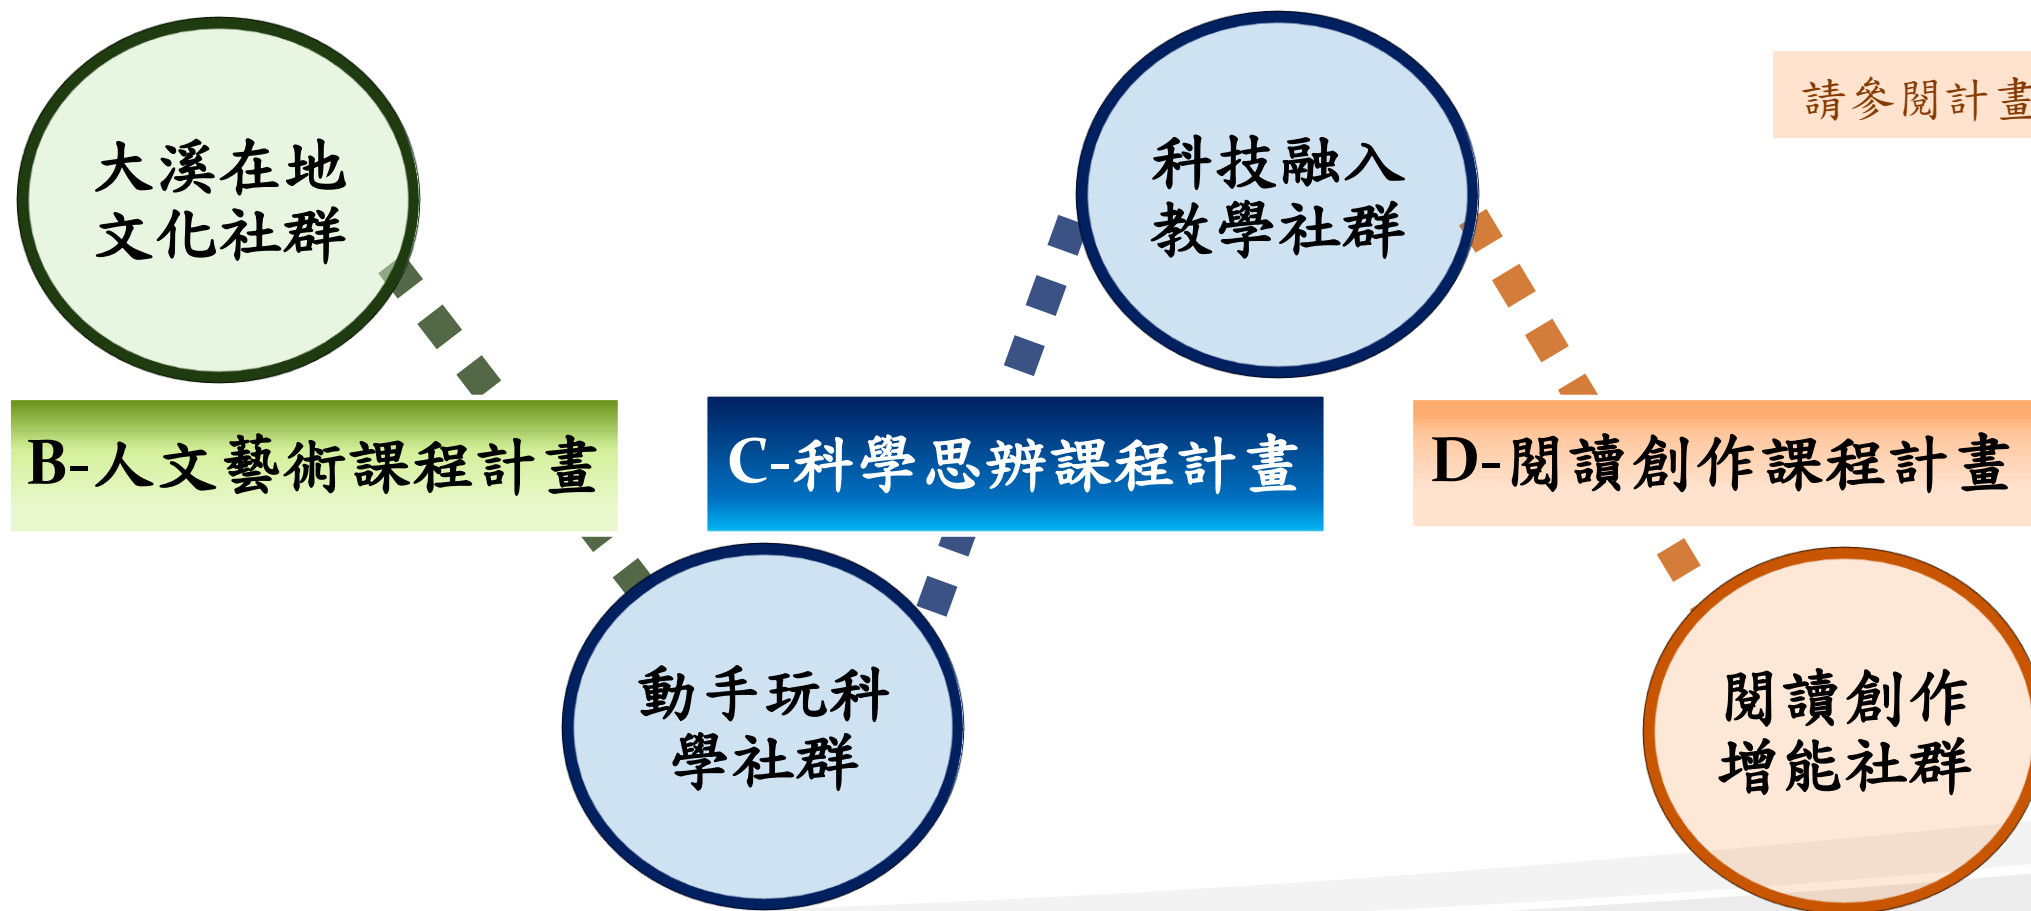 大溪在地
文化社群
科技融入
教學社群
請參閱計畫
B-人文藝術課程計畫
C-科學思辨課程計畫
D-閱讀創作課程計畫
動手玩科
學社群
閱讀創作
增能社群